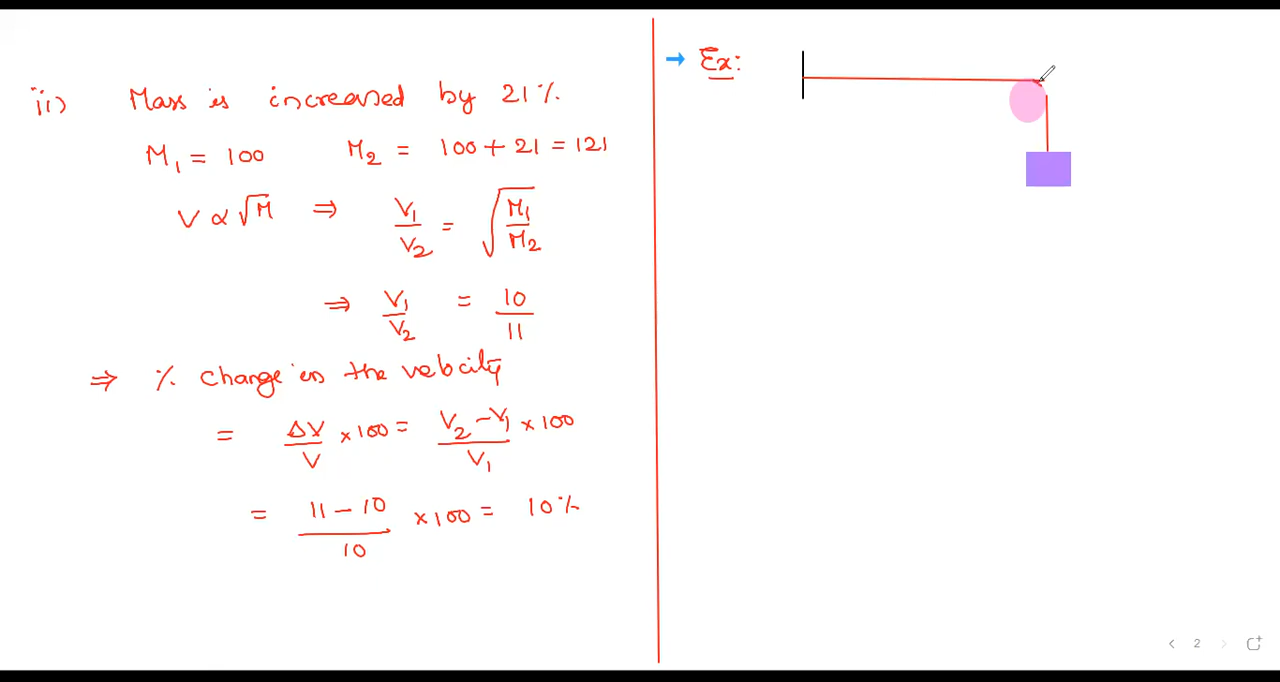 ii) Mass is increased by 21%.
M₁ = 100 M₂ = 100 + 21 = 121
V ∝ √M ⇒ V₁/V₂ = √(M₁/M₂)
⇒ V₁/V₂ = 10/11
⇒ % change in the velocity
= ΔV/V × 100 = (V₂ - V₁)/V₁ × 100
= (11 - 10)/10 × 100 = 10%
→ Ex:
2